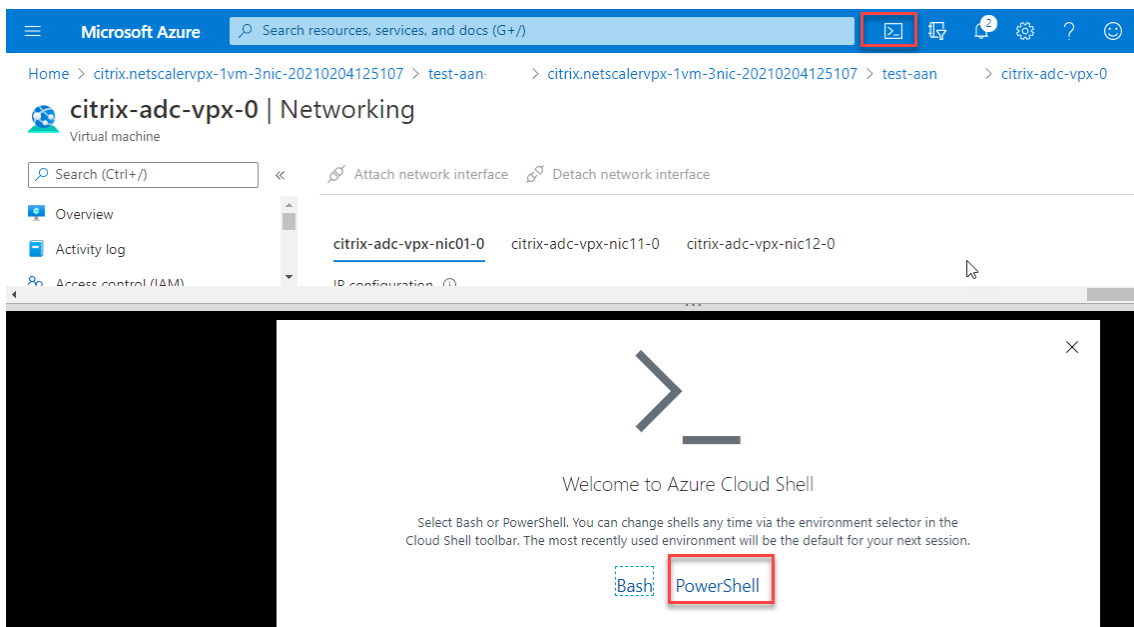 Microsoft Azure
Search resources, services, and docs (G+/)
2
Home > citrix.netscalervpx-1vm-3nic-20210204125107 > test-aan > citrix.netscalervpx-1vm-3nic-20210204125107 > test-aan > citrix-adc-vpx-0
citrix-adc-vpx-0 | Networking
Virtual machine
Search (Ctrl+/)
«
Attach network interface
Detach network interface
Overview
citrix-adc-vpx-nic01-0 citrix-adc-vpx-nic11-0 citrix-adc-vpx-nic12-0
Activity log
Access control (IAM)
IP configuration
Welcome to Azure Cloud Shell
Select Bash or PowerShell. You can change shells any time via the environment selector in the
Cloud Shell toolbar. The most recently used environment will be the default for your next session.
Bash PowerShell